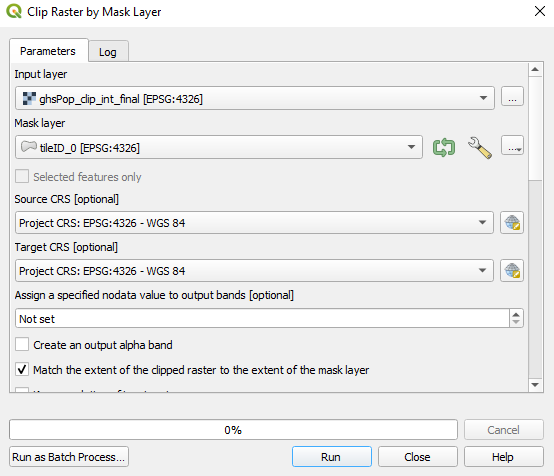 Clip Raster by Mask Layer
Parameters
Log
Input layer
ghsPop_clip_int_final [EPSG:4326]
...
Mask layer
tileID_0 [EPSG:4326]
...
Selected features only
Source CRS [optional]
Project CRS: EPSG:4326 - WGS 84
Target CRS [optional]
Project CRS: EPSG:4326 - WGS 84
Assign a specified nodata value to output bands [optional]
Not set
Create an output alpha band
Match the extent of the clipped raster to the extent of the mask layer
0%
Cancel
Run as Batch Process...
Run
Close
Help